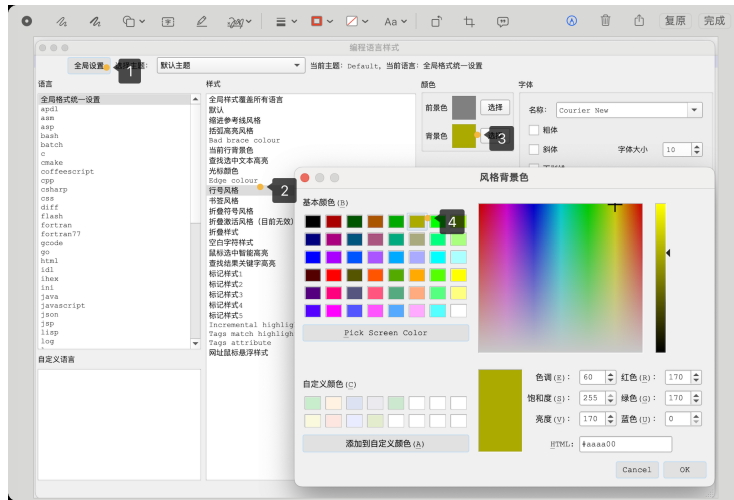 Aa
复原
完成
编程语言样式
全局设置
1
默认主题
当前主题: Default, 当前语言: 全局格式统一设置
语言
样式
颜色
字体
全局格式统一设置
apdl
asm
asp
bash
batch
c
cmake
coffeescript
cpp
csharp
css
diff
flash
fortran
fortran77
gcode
go
html
idl
ihex
ini
java
javascript
json
jsp
lisp
log
自定义语言
全局样式覆盖所有语言
默认
缩进参考线风格
括弧高亮风格
Bad brace colour
当前行背景色
查找选中文本高亮
光标颜色
Edge colour
行号风格
2
书签风格
折叠符号风格
折叠激活风格 (目前无效)
折叠样式
空白字符样式
鼠标选中智能高亮
查找结果关键字高亮
标记样式1
标记样式2
标记样式3
标记样式4
标记样式5
Incremental highlig
Tags match highligh
Tags attribute
网址鼠标悬浮样式
前景色
选择
背景色
3
名称:
Courier New
粗体
斜体
字体大小
10
风格背景色
基本颜色(B)
4
Pick Screen Color
自定义颜色(C)
添加到自定义颜色(A)
色调(E):
60
红色(R):
170
饱和度(S):
255
绿色(G):
170
亮度(V):
170
蓝色(U):
0
HTML:
#aaaa00
Cancel
OK